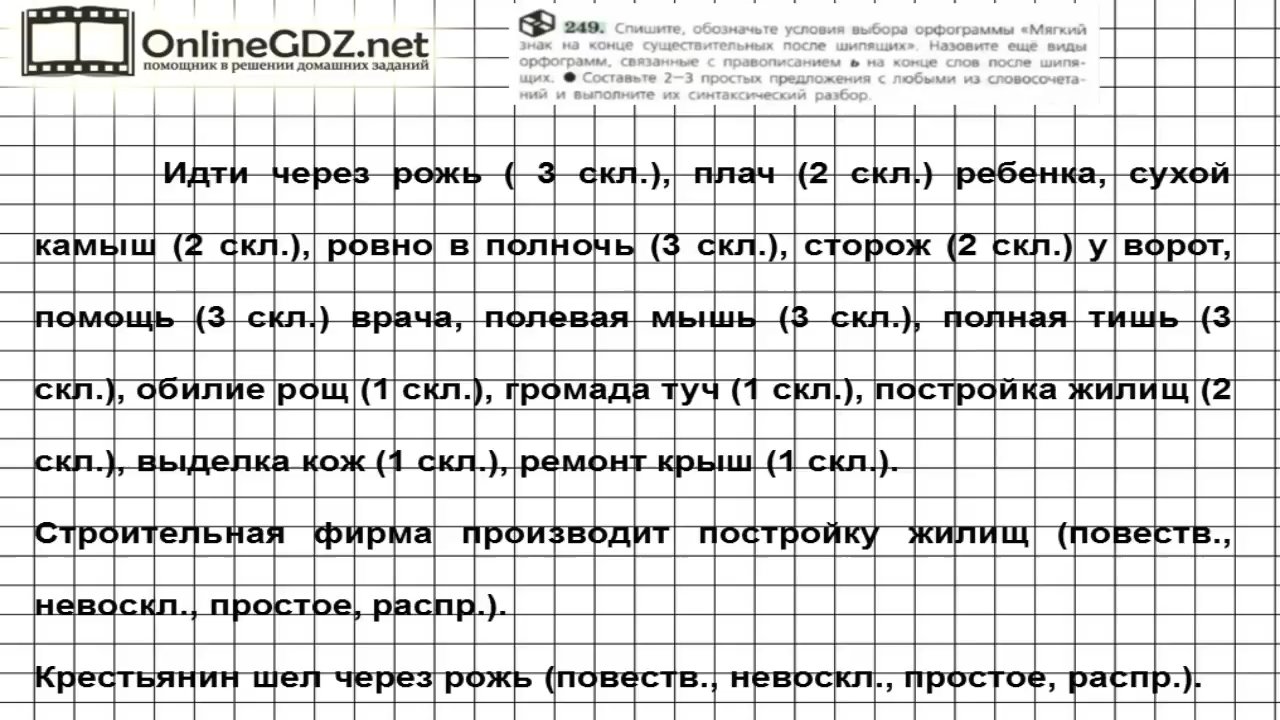 OnlineGDZ.net
помощник в решении домашних заданий
249. Спишите, обозначьте условия выбора орфограммы «Мягкий
знак на конце существительных после шипящих». Назовите ещё виды
орфограмм, связанные с правописанием ь на конце слов после шипя-
щих. ● Составьте 2—3 простых предложения с любыми из словосочета-
ний и выполните их синтаксический разбор.
Идти через рожь ( 3 скл.), плач (2 скл.) ребенка, сухой
камыш (2 скл.), ровно в полночь (3 скл.), сторож (2 скл.) у ворот,
помощь (3 скл.) врача, полевая мышь (3 скл.), полная тишь (3
скл.), обилие рощ (1 скл.), громада туч (1 скл.), постройка жилищ (2
скл.), выделка кож (1 скл.), ремонт крыш (1 скл.).
Строительная фирма производит постройку жилищ (повеств.,
невоскл., простое, распр.).
Крестьянин шел через рожь (повеств., невоскл., простое, распр.).